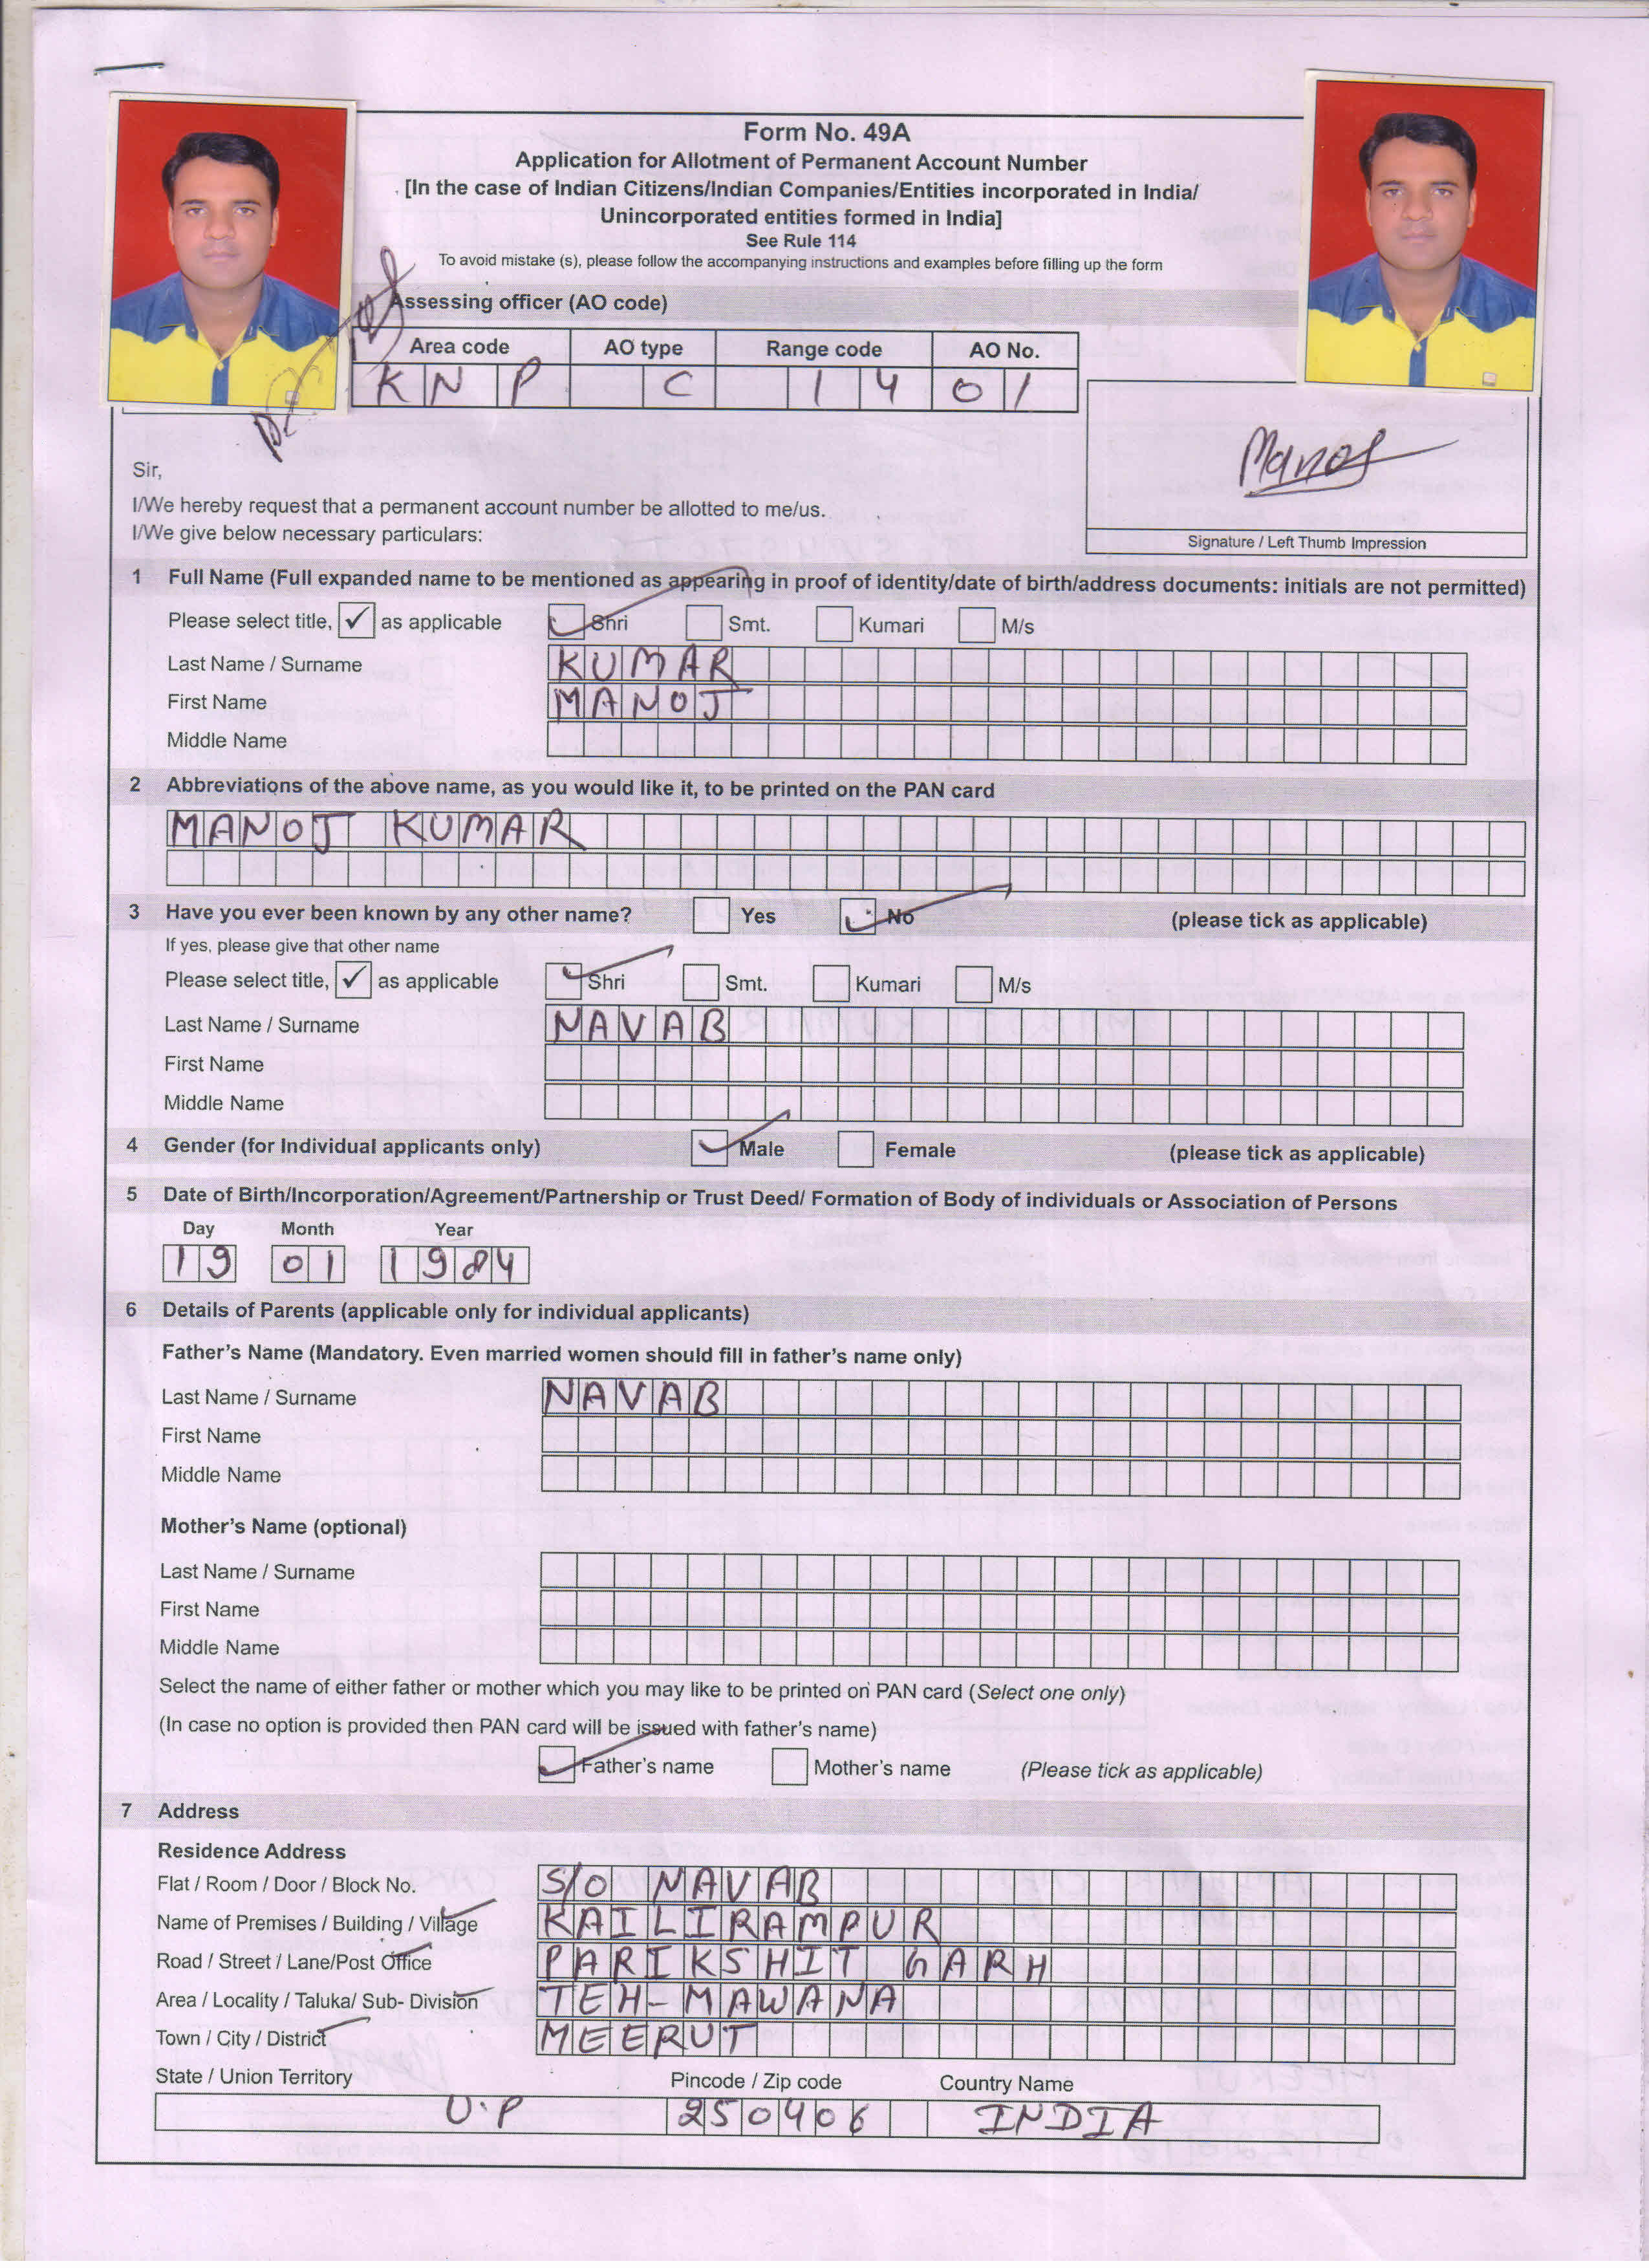 Form No. 49A
Application for Allotment of Permanent Account Number
[In the case of Indian Citizens/Indian Companies/Entities incorporated in India/
Unincorporated entities formed in India]
See Rule 114
To avoid mistake (s), please follow the accompanying instructions and examples before filling up the form
Assessing officer (AO code)
Area code AO type Range code AO No.
KNP C 14 01
Manoj
Sir,
I/We hereby request that a permanent account number be allotted to me/us.
I/We give below necessary particulars:
Signature / Left Thumb Impression
1 Full Name (Full expanded name to be mentioned as appearing in proof of identity/date of birth/address documents: initials are not permitted)
Please select title, ✓ as applicable ✓ Shri Smt. Kumari M/s
Last Name / Surname KUMAR
First Name MANOJ
Middle Name
2 Abbreviations of the above name, as you would like it, to be printed on the PAN card
MANOJ KUMAR
3 Have you ever been known by any other name? Yes ✓ No (please tick as applicable)
If yes, please give that other name
Please select title, ✓ as applicable ✓ Shri Smt. Kumari M/s
Last Name / Surname NAVAB
First Name
Middle Name
4 Gender (for Individual applicants only) ✓ Male Female (please tick as applicable)
5 Date of Birth/Incorporation/Agreement/Partnership or Trust Deed/ Formation of Body of individuals or Association of Persons
Day Month Year
19 01 1984
6 Details of Parents (applicable only for individual applicants)
Father's Name (Mandatory. Even married women should fill in father's name only)
Last Name / Surname NAVAB
First Name
Middle Name
Mother's Name (optional)
Last Name / Surname
First Name
Middle Name
Select the name of either father or mother which you may like to be printed on PAN card (Select one only)
(In case no option is provided then PAN card will be issued with father's name)
✓ Father's name Mother's name (Please tick as applicable)
7 Address
Residence Address
Flat / Room / Door / Block No. S/O NAVAB
Name of Premises / Building / Village KAILIRAMPUR
Road / Street / Lane/Post Office PARIKSHIT GARH
Area / Locality / Taluka/ Sub- Division TEH-MAWANA
Town / City / District MEERUT
State / Union Territory Pincode / Zip code Country Name
U.P 250406 INDIA